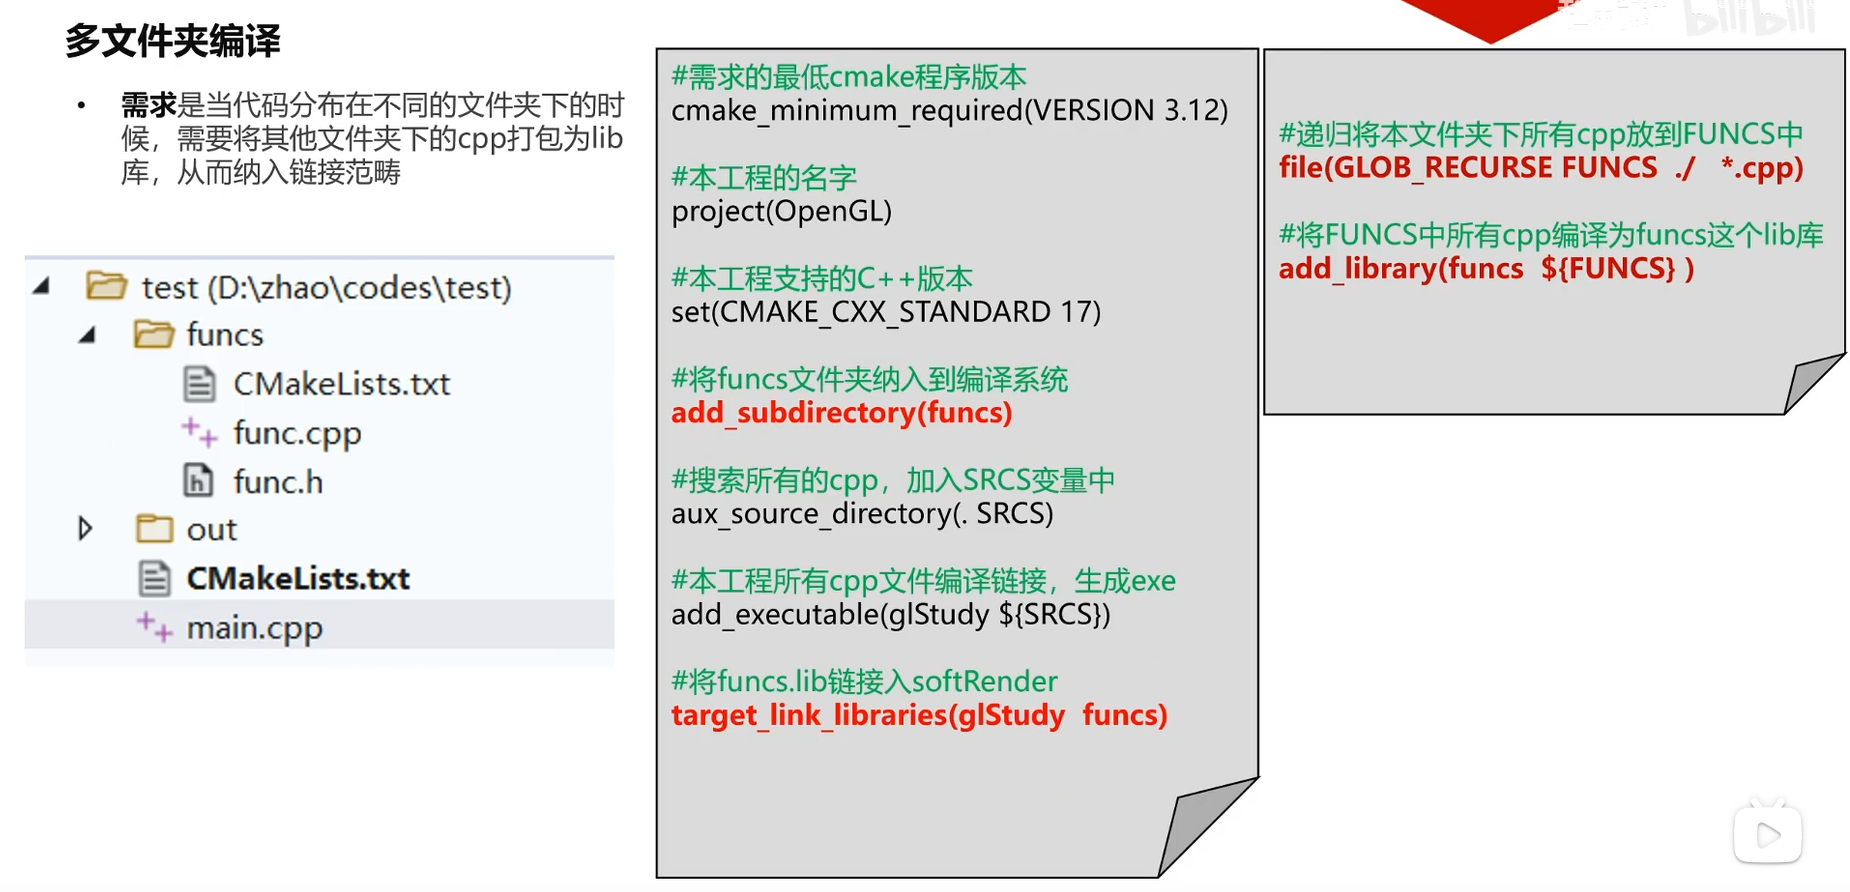 多文件夹编译
• 需求是当代码分布在不同的文件夹下的时
候，需要将其他文件夹下的cpp打包为lib
库，从而纳入链接范畴
test (D:\zhao\codes\test)
funcs
CMakeLists.txt
func.cpp
func.h
out
CMakeLists.txt
main.cpp
#需求的最低cmake程序版本
cmake_minimum_required(VERSION 3.12)
#本工程的名字
project(OpenGL)
#本工程支持的C++版本
set(CMAKE_CXX_STANDARD 17)
#将funcs文件夹纳入到编译系统
add_subdirectory(funcs)
#搜索所有的cpp，加入SRCS变量中
aux_source_directory(. SRCS)
#本工程所有cpp文件编译链接，生成exe
add_executable(glStudy ${SRCS})
#将funcs.lib链接入softRender
target_link_libraries(glStudy  funcs)
#递归将本文件夹下所有cpp放到FUNCS中
file(GLOB_RECURSE FUNCS  ./   *.cpp)
#将FUNCS中所有cpp编译为funcs这个lib库
add_library(funcs  ${FUNCS} )
bilibili